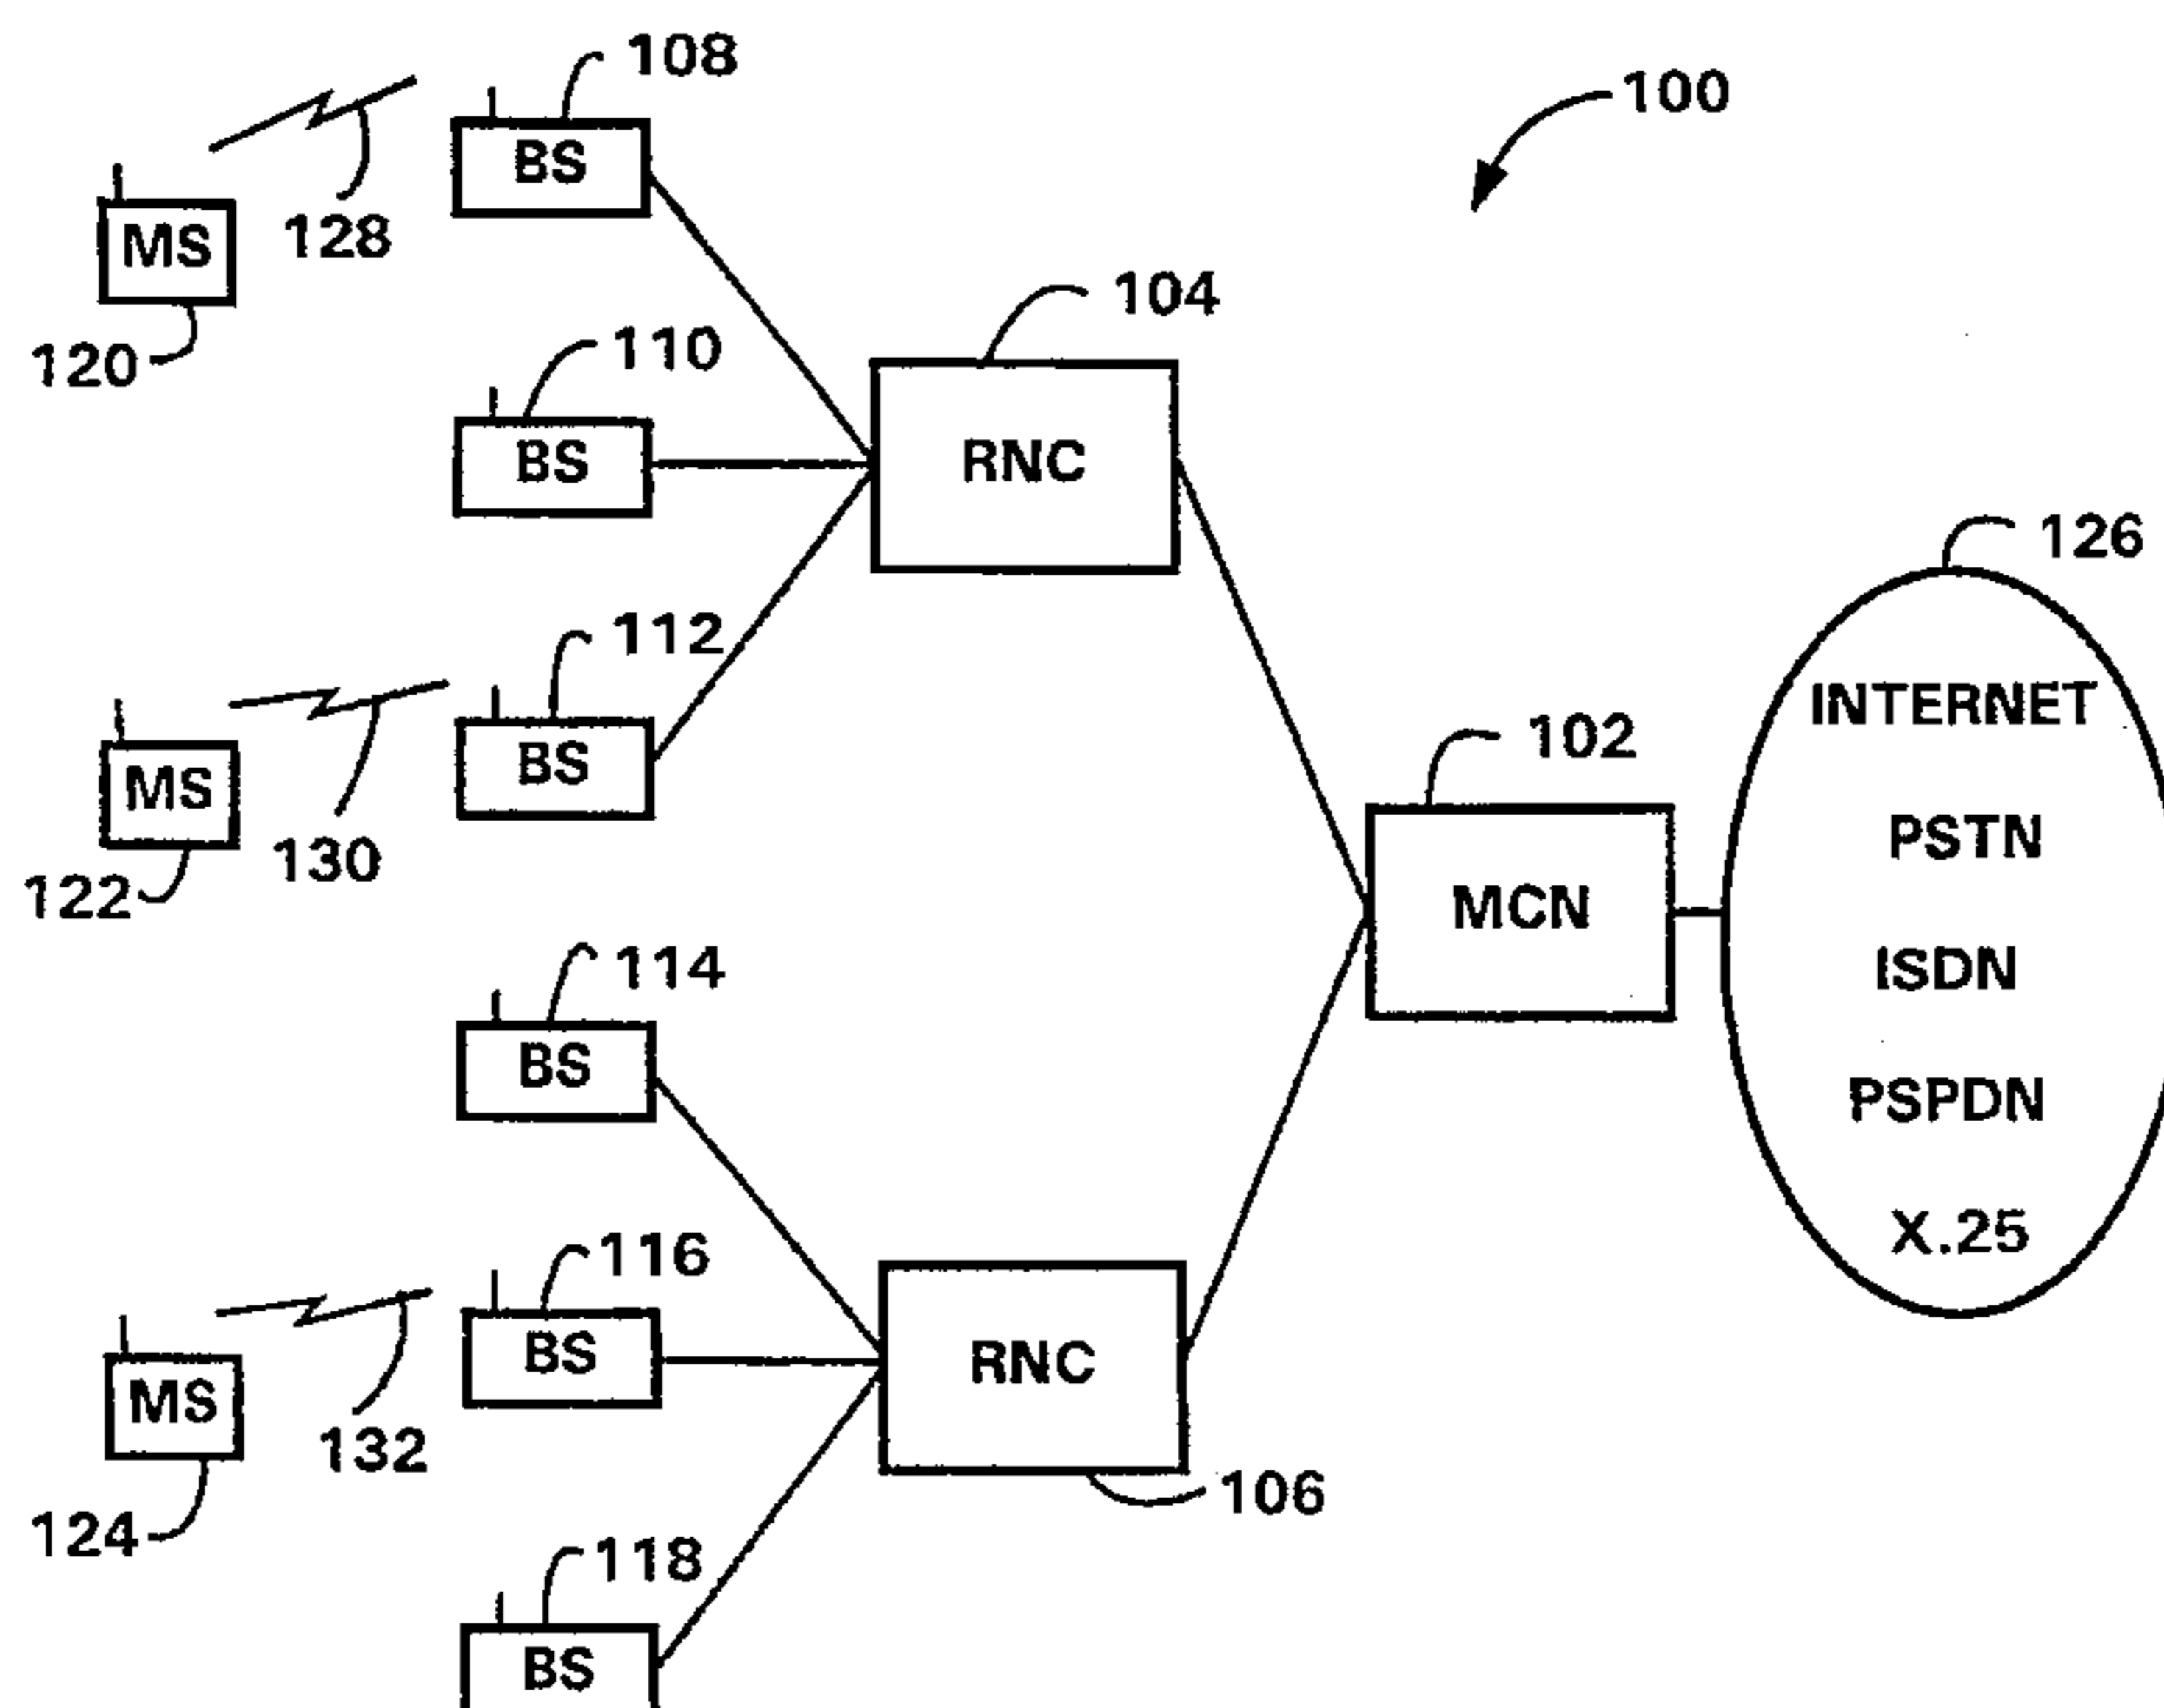 108
100
BS
128
MS
104
120
110
BS
RNC
126
112
INTERNET
102
BS
MS
130
PSTN
122
MCN
114
ISDN
BS
PSPDN
116
X.25
BS
RNC
MS
132
106
124
118
BS